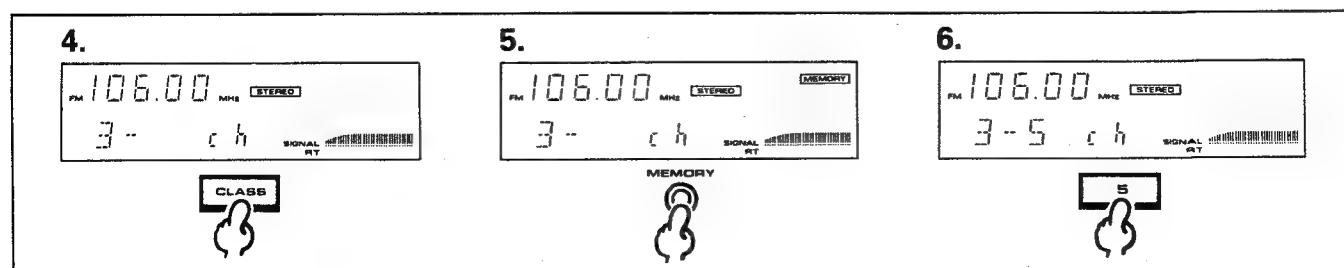 4.
FM 106.00 MHz STEREO
3- ch SIGNAL RT
CLASS
5.
FM 106.00 MHz STEREO MEMORY
3- ch SIGNAL RT
MEMORY
6.
FM 106.00 MHz STEREO
3-5 ch SIGNAL RT
5